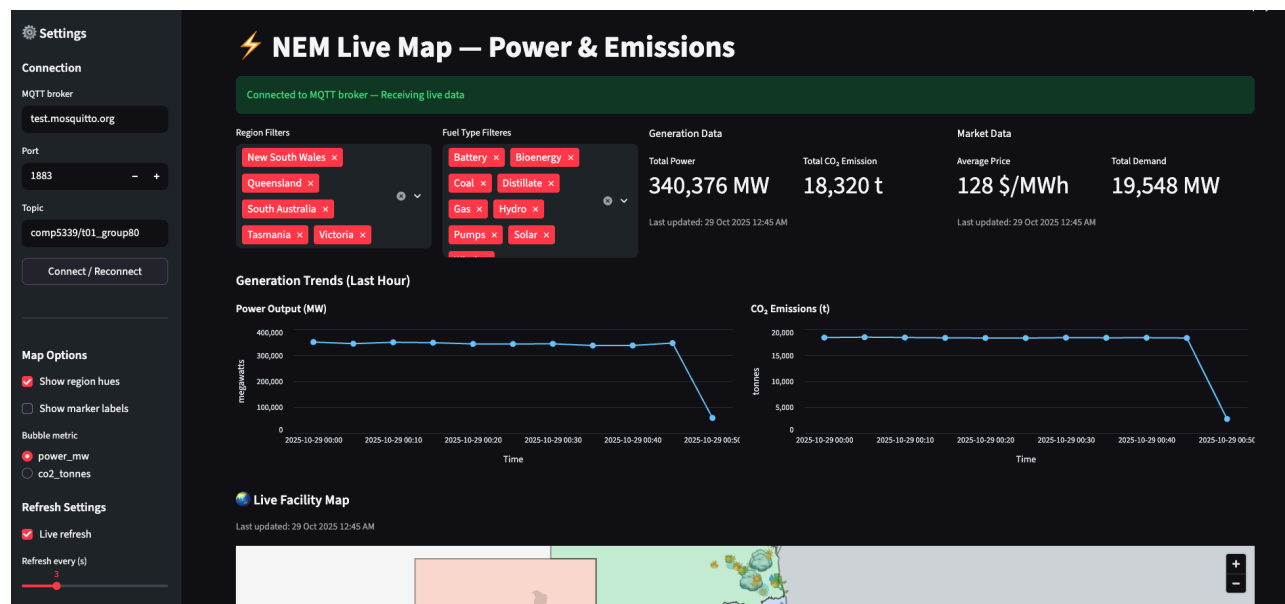 Settings
Connection
MQTT broker
test.mosquitto.org
Port
1883 - +
Topic
comp5339/t01_group80
Connect / Reconnect
Map Options
Show region hues
Show marker labels
Bubble metric
power_mw
co2_tonnes
Refresh Settings
Live refresh
Refresh every (s)
3
NEM Live Map — Power & Emissions
Connected to MQTT broker — Receiving live data
Region Filters
New South Wales ×
Queensland ×
South Australia ×
Tasmania × Victoria ×
Fuel Type Filteres
Battery × Bioenergy ×
Coal × Distillate ×
Gas × Hydro ×
Pumps × Solar ×
Generation Data
Total Power
340,376 MW
Total CO₂ Emission
18,320 t
Last updated: 29 Oct 2025 12:45 AM
Market Data
Average Price
128 $/MWh
Total Demand
19,548 MW
Last updated: 29 Oct 2025 12:45 AM
Generation Trends (Last Hour)
Power Output (MW)
400,000
300,000
200,000
100,000
0
megawatts
2025-10-29 00:00 2025-10-29 00:10 2025-10-29 00:20 2025-10-29 00:30 2025-10-29 00:40 2025-10-29 00:50
Time
CO₂ Emissions (t)
20,000
15,000
10,000
5,000
0
tonnes
2025-10-29 00:00 2025-10-29 00:10 2025-10-29 00:20 2025-10-29 00:30 2025-10-29 00:40 2025-10-29 00:50
Time
Live Facility Map
Last updated: 29 Oct 2025 12:45 AM
+
-